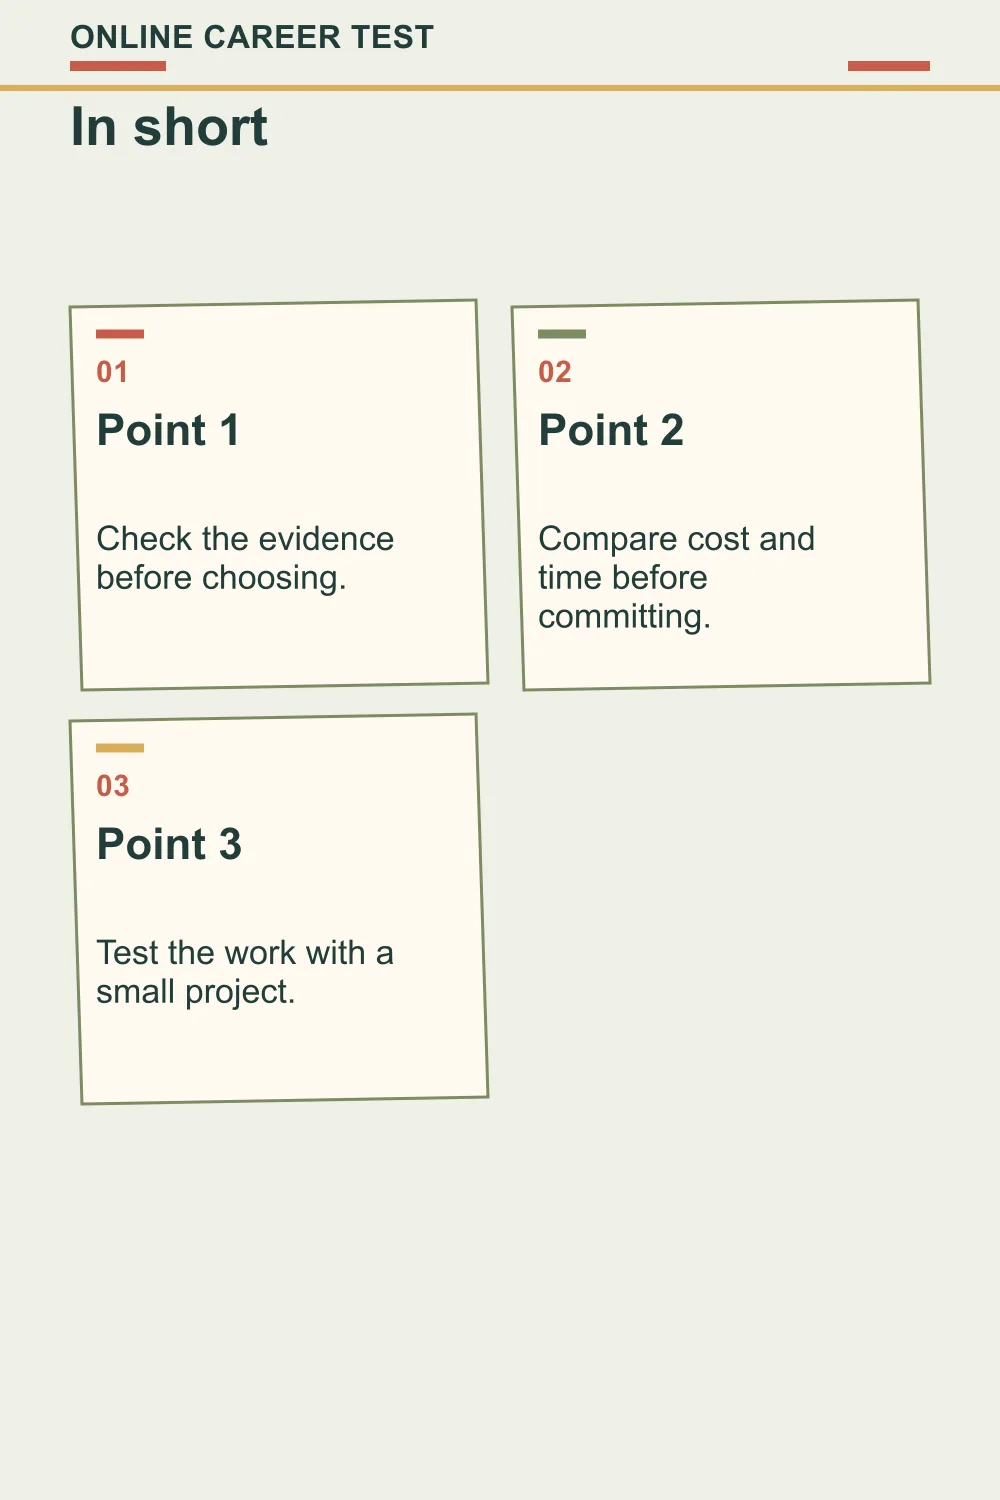 ONLINE CAREER TEST
In short
01
Point 1
Check the evidence
before choosing.
02
Point 2
Compare cost and
time before
committing.
03
Point 3
Test the work with a
small project.